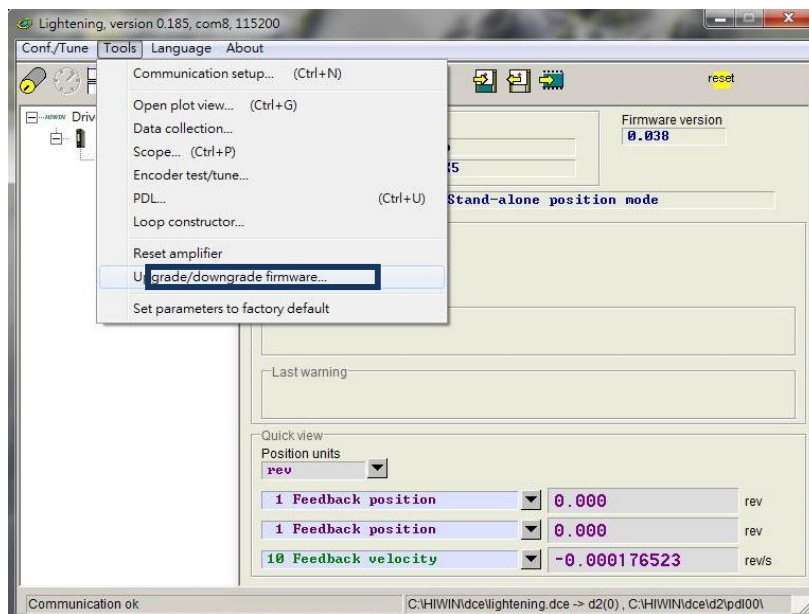 Lightening, version 0.185, com8, 115200
Conf./Tune Tools Language About
Communication setup... (Ctrl+N)
Open plot view... (Ctrl+G)
Data collection...
Scope... (Ctrl+P)
Encoder test/tune...
PDL... (Ctrl+U)
Loop constructor...
Reset amplifier
Upgrade/downgrade firmware...
Set parameters to factory default
reset
HIWIN
Firmware version
0.038
Stand-alone position mode
Last warning
Quick view
Position units
rev
1 Feedback position 0.000 rev
1 Feedback position 0.000 rev
10 Feedback velocity -0.000176523 rev/s
Communication ok C:\HIWIN\dce\lightening.dce -> d2(0) , C:\HIWIN\dce\d2\pdl00\